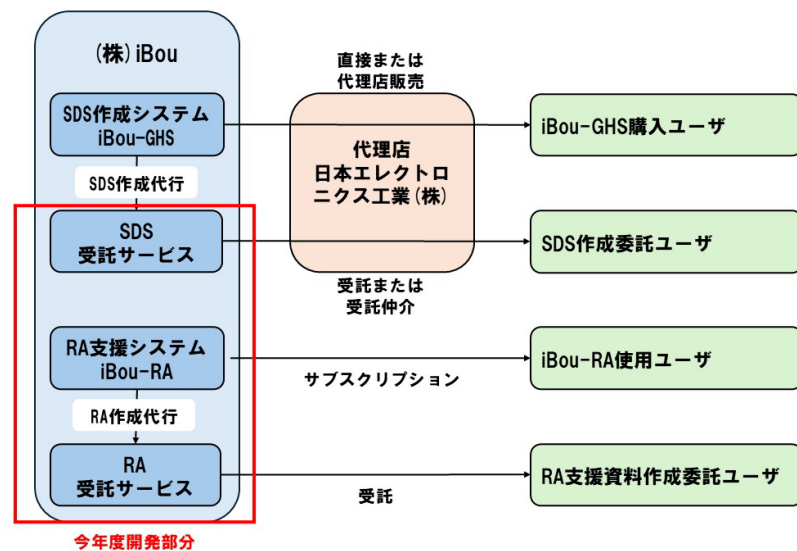 (株)iBou
直接または
代理店販売
SDS作成システム
iBou-GHS
代理店
日本エレクトロ
ニクス工業(株)
iBou-GHS購入ユーザ
SDS作成代行
SDS
受託サービス
SDS作成委託ユーザ
受託または
受託仲介
RA支援システム
iBou-RA
サブスクリプション
iBou-RA使用ユーザ
RA作成代行
RA
受託サービス
受託
RA支援資料作成委託ユーザ
今年度開発部分